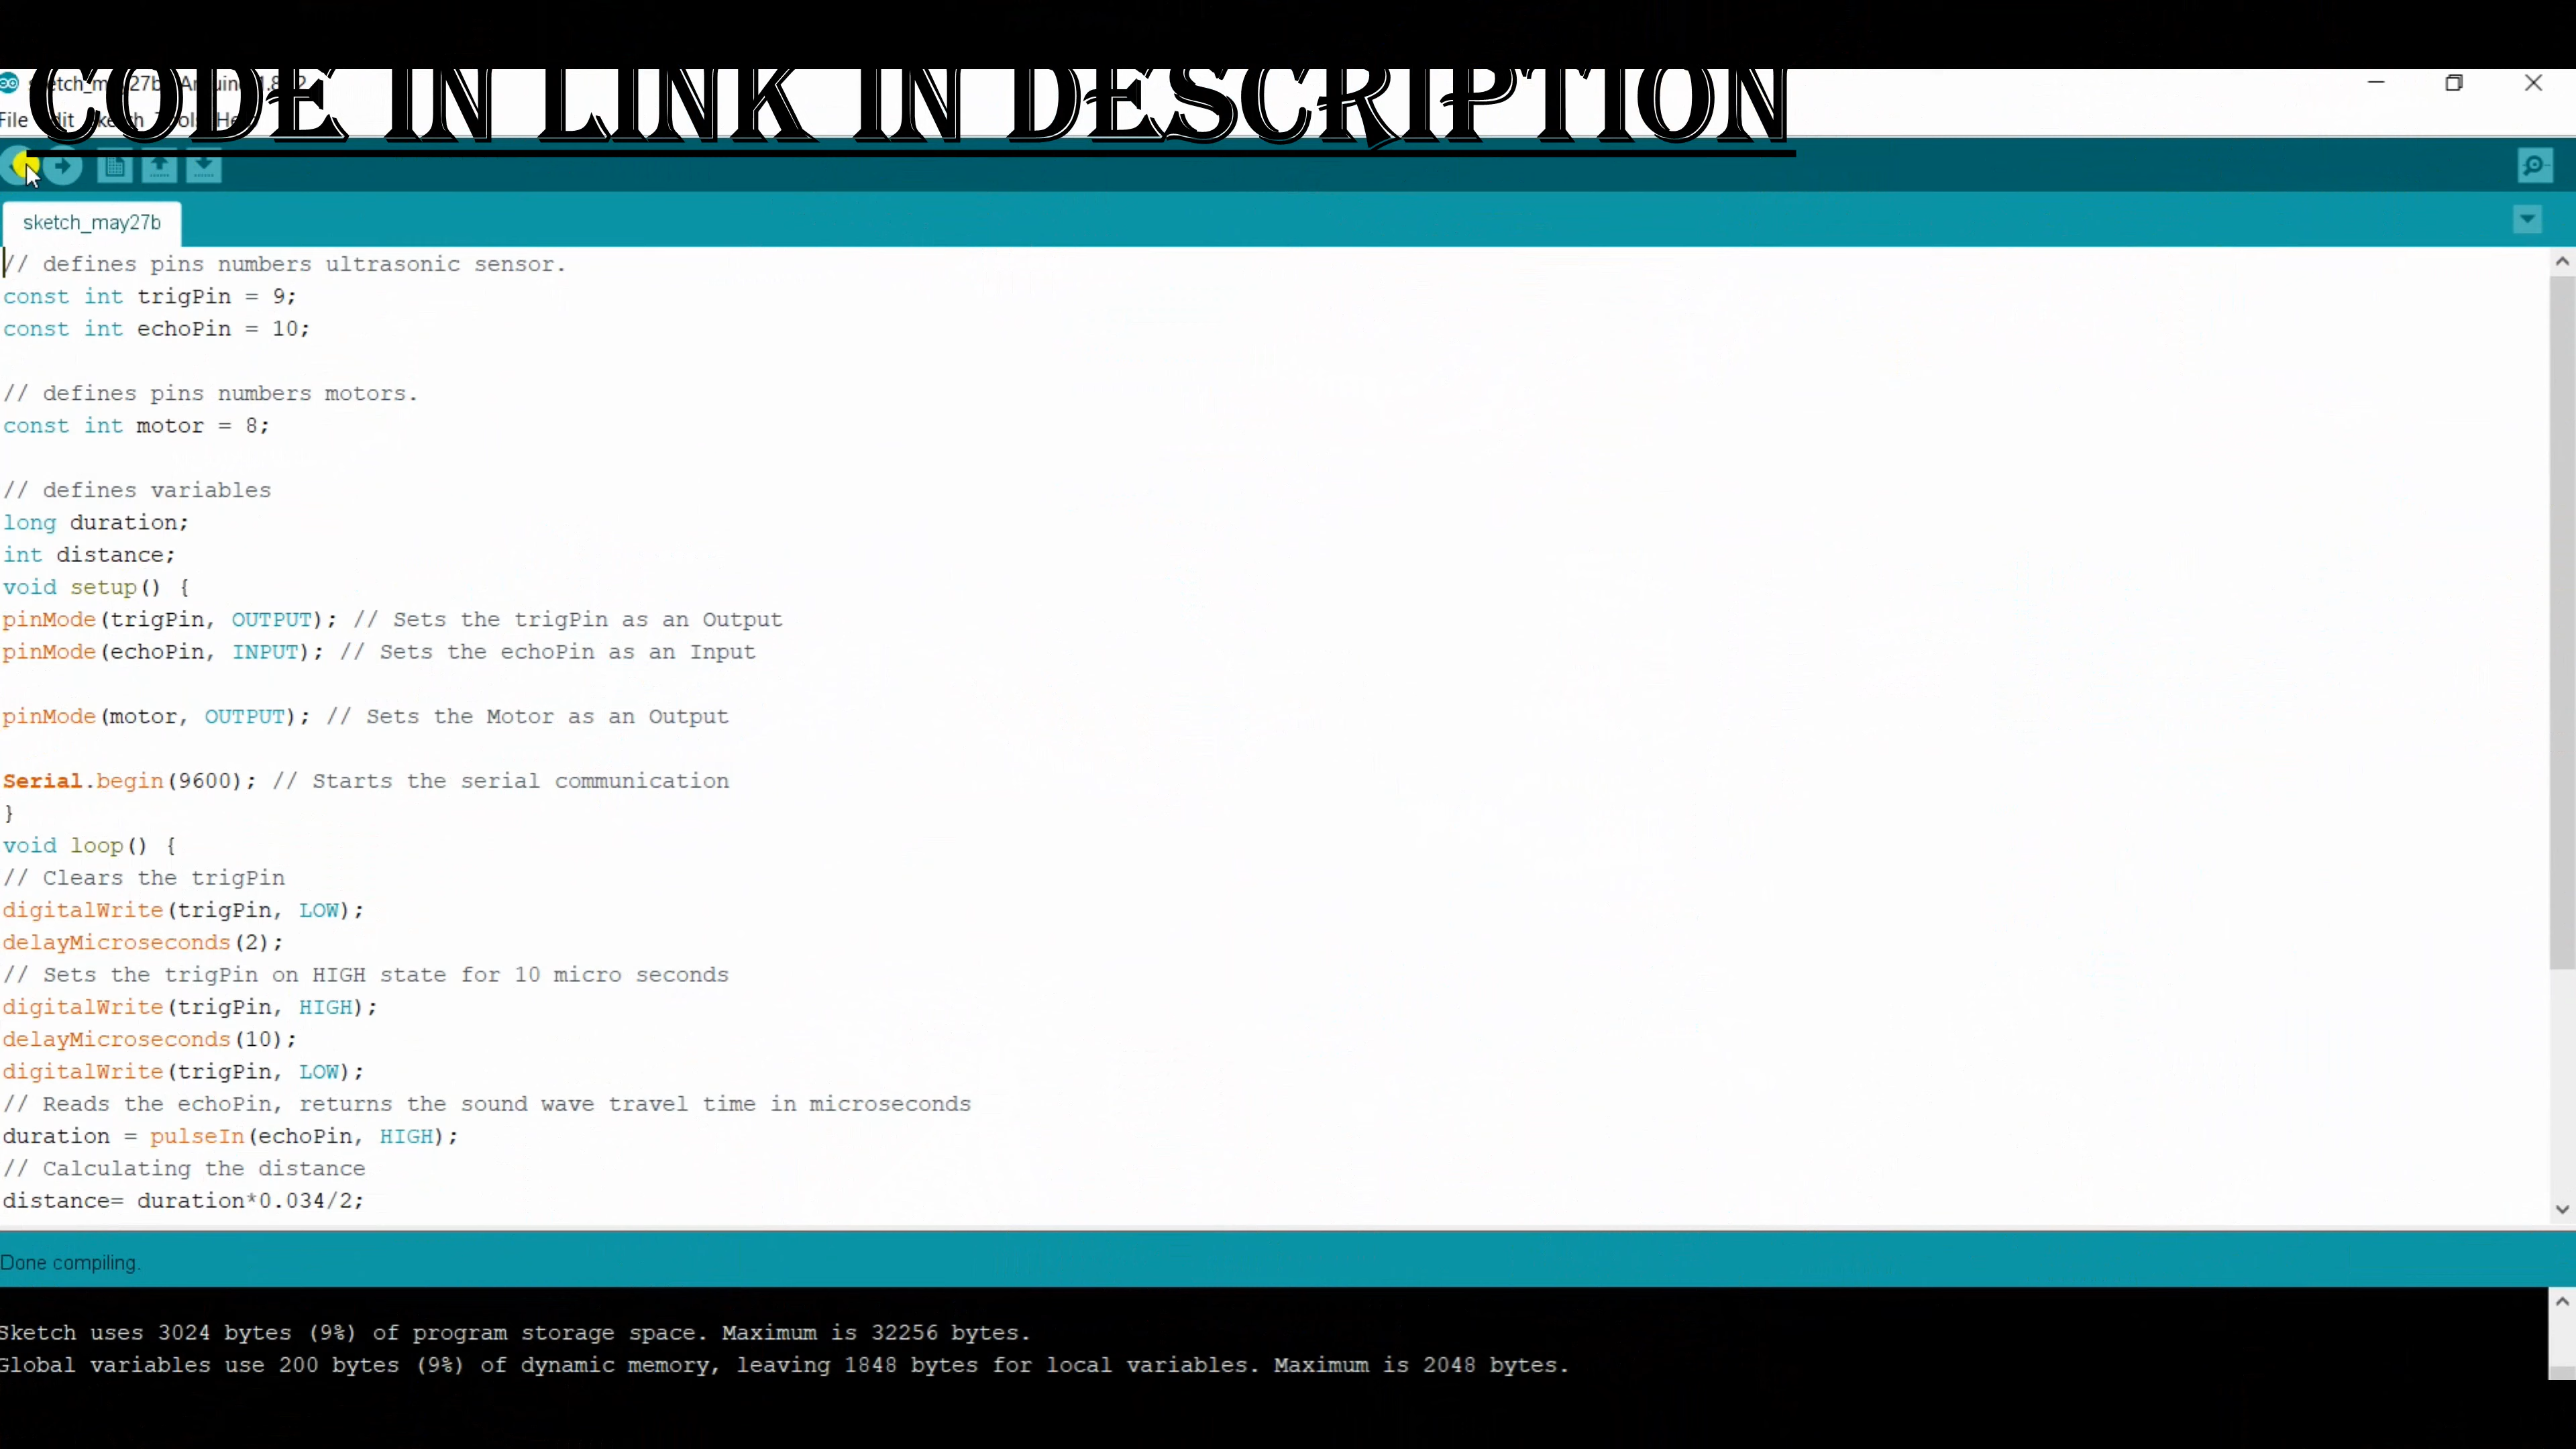 CODE IN LINK IN DESCRIPTION
File
sketch_may27b
// defines pins numbers ultrasonic sensor.
const int trigPin = 9;
const int echoPin = 10;
// defines pins numbers motors.
const int motor = 8;
// defines variables
long duration;
int distance;
void setup() {
pinMode(trigPin, OUTPUT); // Sets the trigPin as an Output
pinMode(echoPin, INPUT); // Sets the echoPin as an Input
pinMode(motor, OUTPUT); // Sets the Motor as an Output
Serial.begin(9600); // Starts the serial communication
}
void loop() {
// Clears the trigPin
digitalWrite(trigPin, LOW);
delayMicroseconds(2);
// Sets the trigPin on HIGH state for 10 micro seconds
digitalWrite(trigPin, HIGH);
delayMicroseconds(10);
digitalWrite(trigPin, LOW);
// Reads the echoPin, returns the sound wave travel time in microseconds
duration = pulseIn(echoPin, HIGH);
// Calculating the distance
distance= duration*0.034/2;
Done compiling.
Sketch uses 3024 bytes (9%) of program storage space. Maximum is 32256 bytes.
Global variables use 200 bytes (9%) of dynamic memory, leaving 1848 bytes for local variables. Maximum is 2048 bytes.